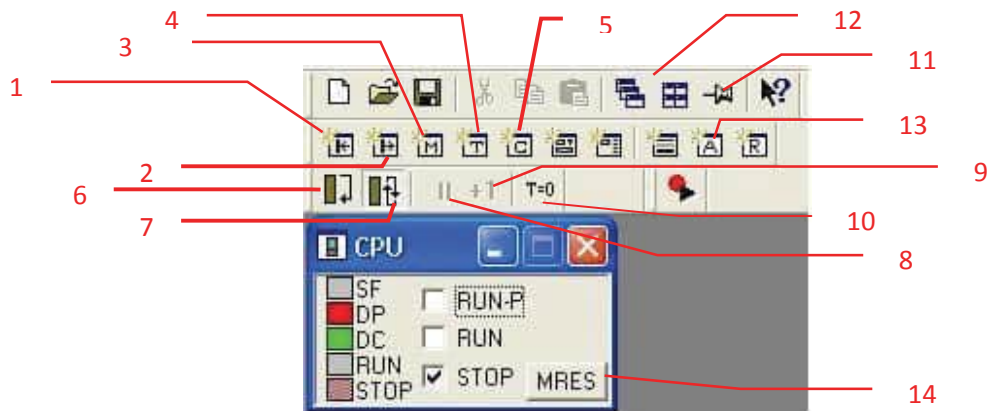 4
5
12
3
11
1
13
M T C A R
2
9
6
T=0
7
10
CPU
8
SF
RUN-P
DP
DC
RUN
RUN
STOP
STOP
MRES
14